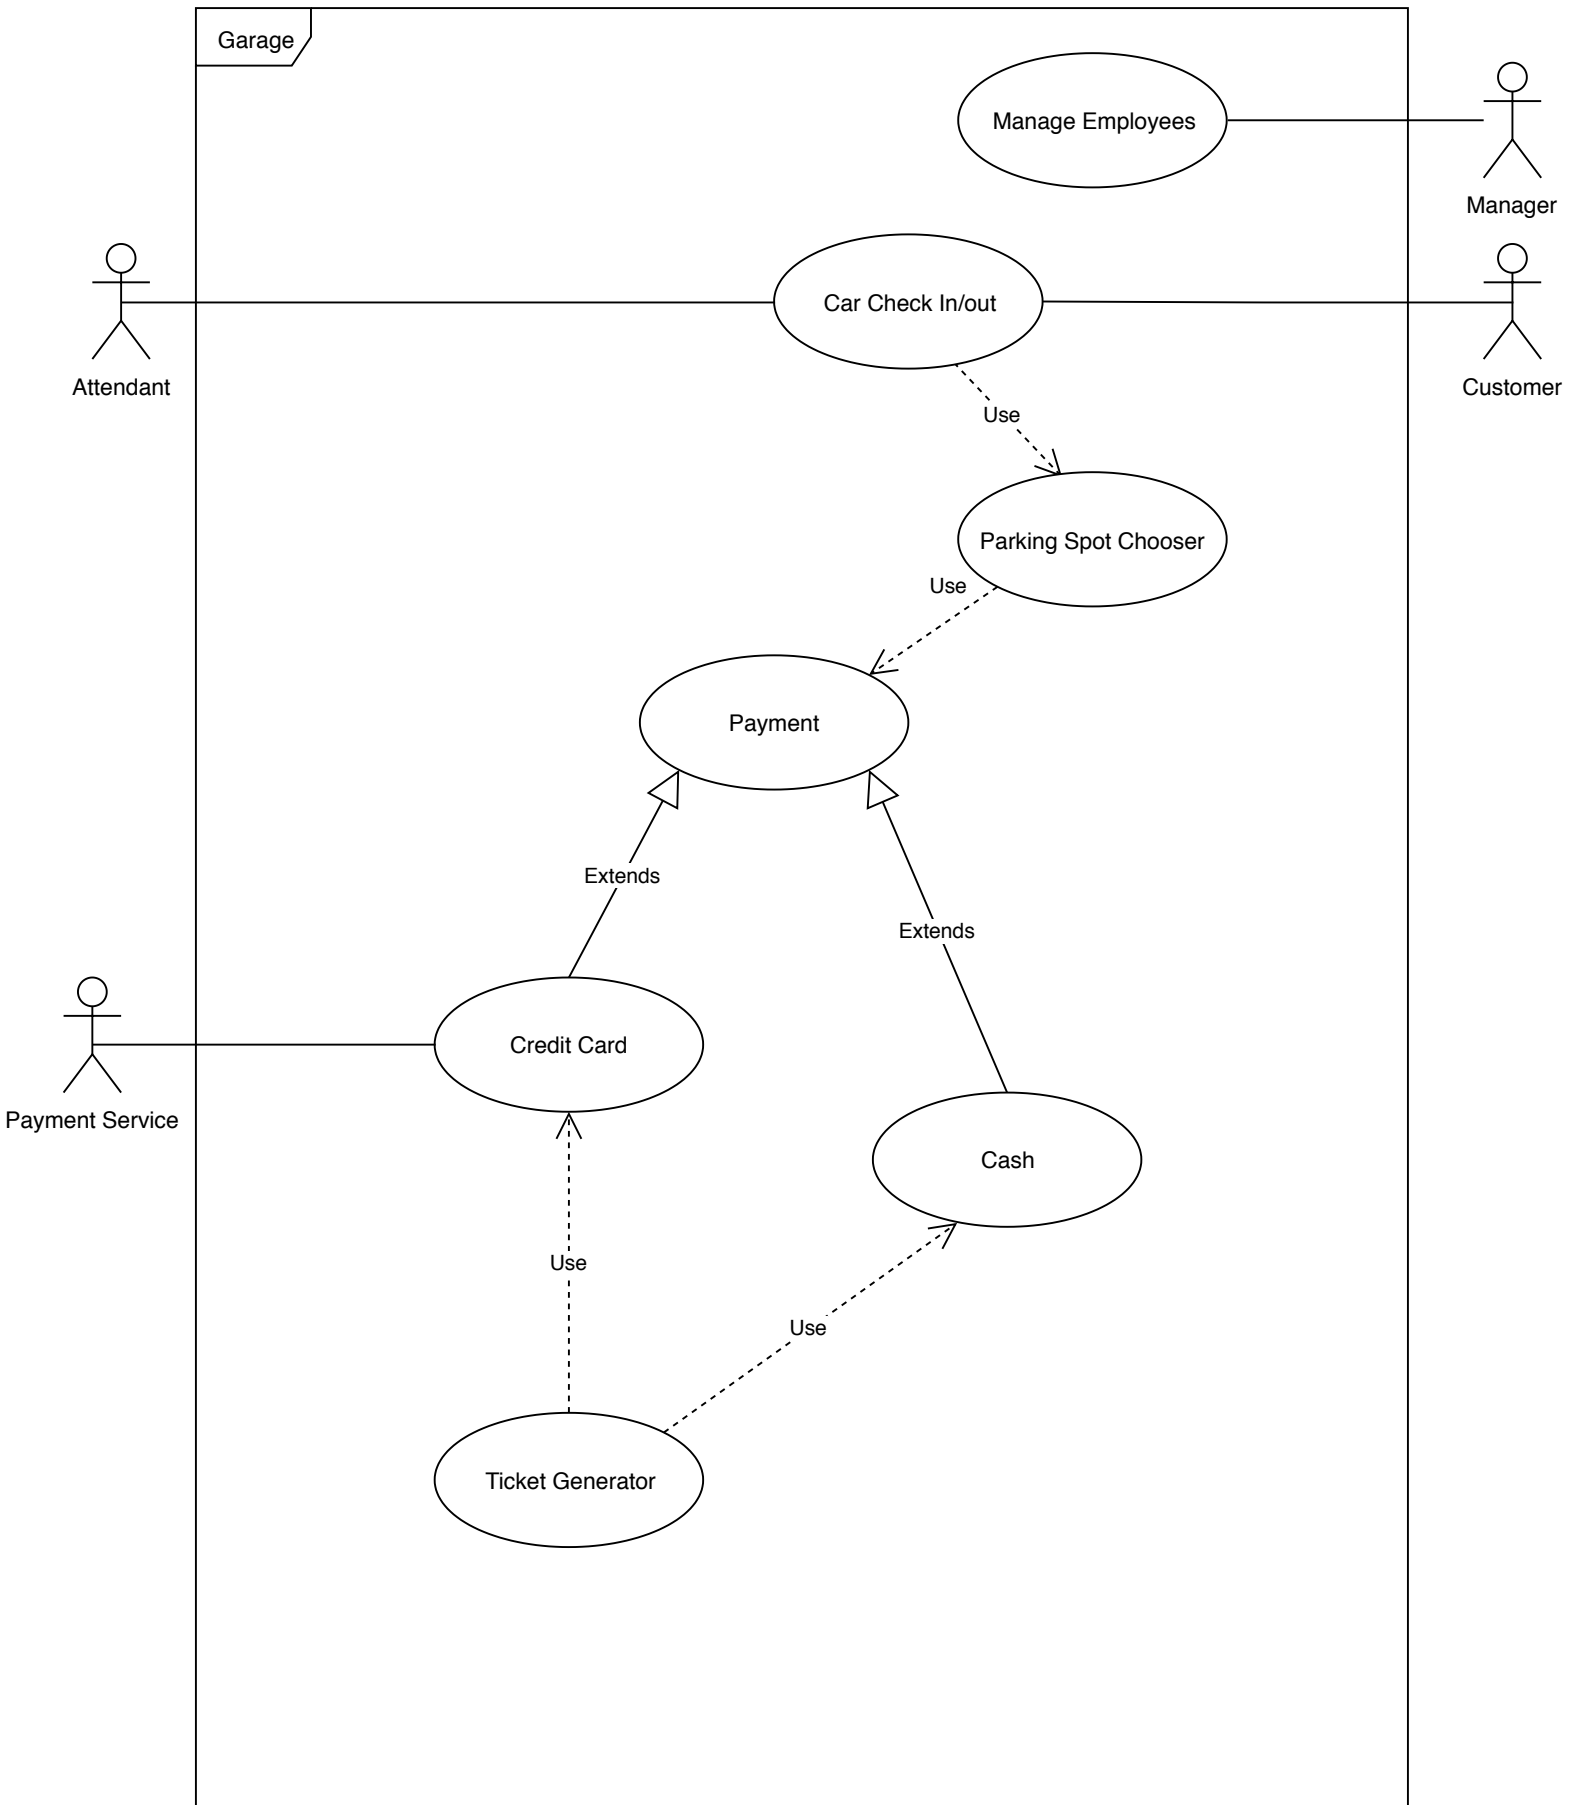 Garage
Manage Employees
Manager
Car Check In/out
Attendant
Customer
Use
Parking Spot Chooser
Use
Payment
Extends
Extends
Credit Card
Payment Service
Cash
Use
Use
Ticket Generator